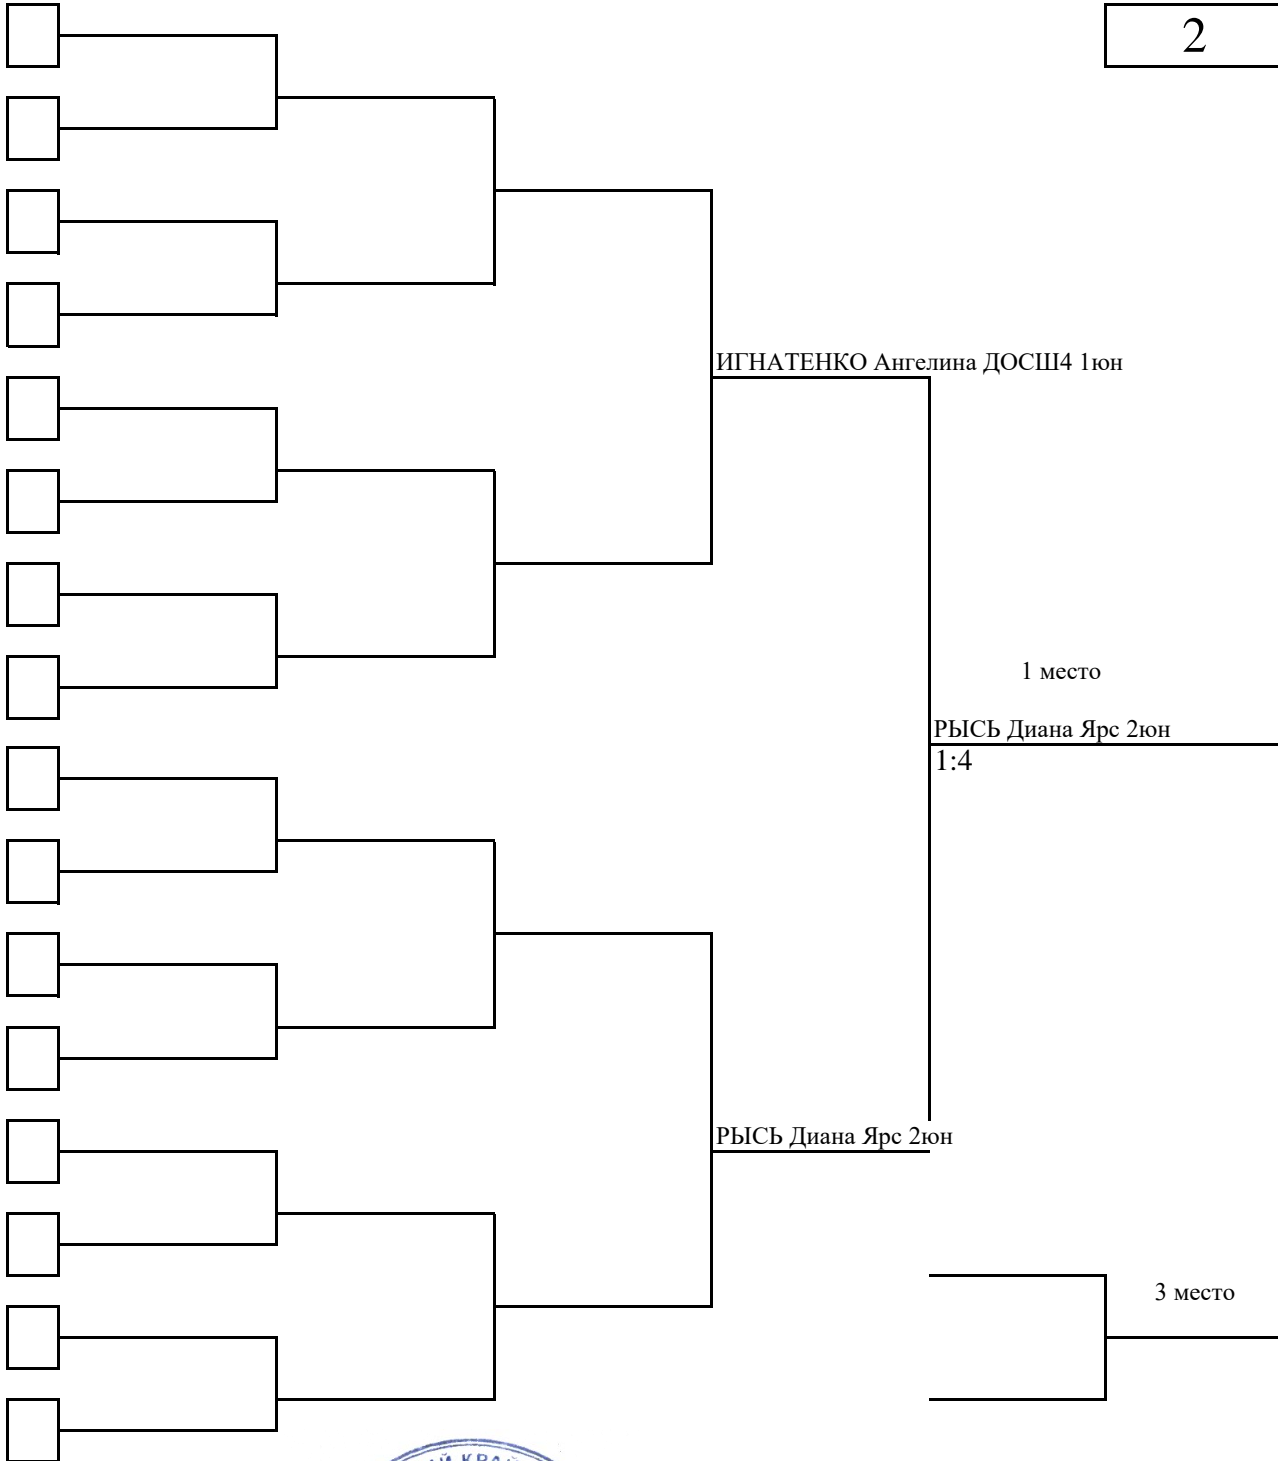 2
ИГНАТЕНКО Ангелина ДОСШ4 1юн
1 место
РЫСЬ Диана Ярс 2юн
1:4
РЫСЬ Диана Ярс 2юн
3 место